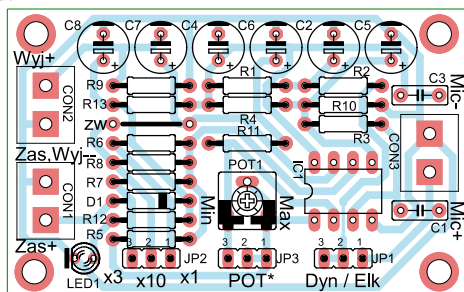 C8 C7 C4 C6 C2 C5
Wyj+
R9 R1 R2 C3
Mic-
CON2
R13 R10
ZW R4 R3
R11
Zas,Wyj-
R6
R8 POT1 IC1 CON3
CON1
R7
D1 Min Max
R12 C1
Mic+
R5
Zas+
3 2 1 JP2 3 2 1 JP3 3 2 1 JP1
LED1 x3 x10 x1 POT* Dyn / Elk